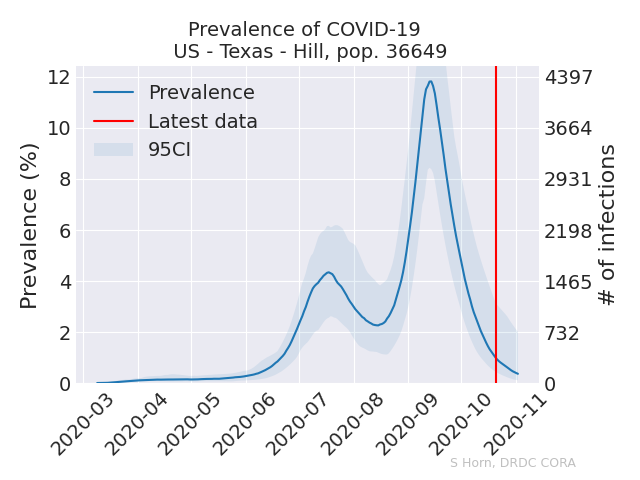 Prevalence of COVID-19
US - Texas - Hill, pop. 36649
Prevalence (%)
12
10
8
6
4
2
0
Prevalence
Latest data
95CI
4397
3664
2931
2198
1465
732
0
# of infections
2020-03
2020-04
2020-05
2020-06
2020-07
2020-08
2020-09
2020-10
2020-11
S Horn, DRDC CORA